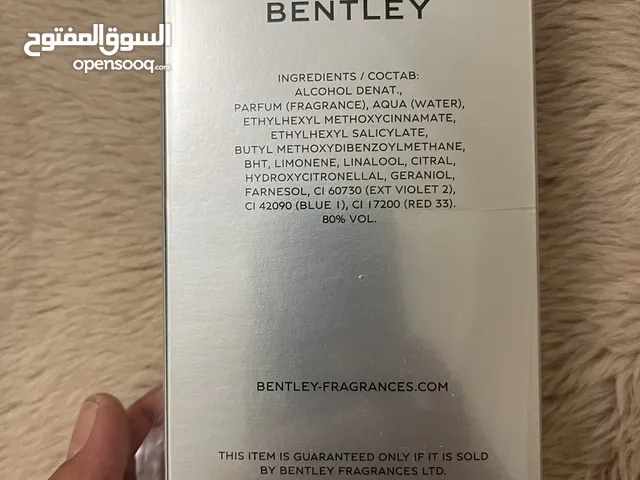 السوق المفتوح
opensooq.com
BENTLEY
INGREDIENTS / COCTAB:
ALCOHOL DENAT.,
PARFUM (FRAGRANCE), AQUA (WATER),
ETHYLHEXYL METHOXYCINNAMATE,
ETHYLHEXYL SALICYLATE,
BUTYL METHOXYDIBENZOYLMETHANE,
BHT, LIMONENE, LINALOOL, CITRAL,
HYDROXYCITRONELLAL, GERANIOL,
FARNESOL, CI 60730 (EXT VIOLET 2),
CI 42090 (BLUE 1), CI 17200 (RED 33).
80% VOL.
BENTLEY-FRAGRANCES.COM
THIS ITEM IS GUARANTEED ONLY IF IT IS SOLD
BY BENTLEY FRAGRANCES LTD.